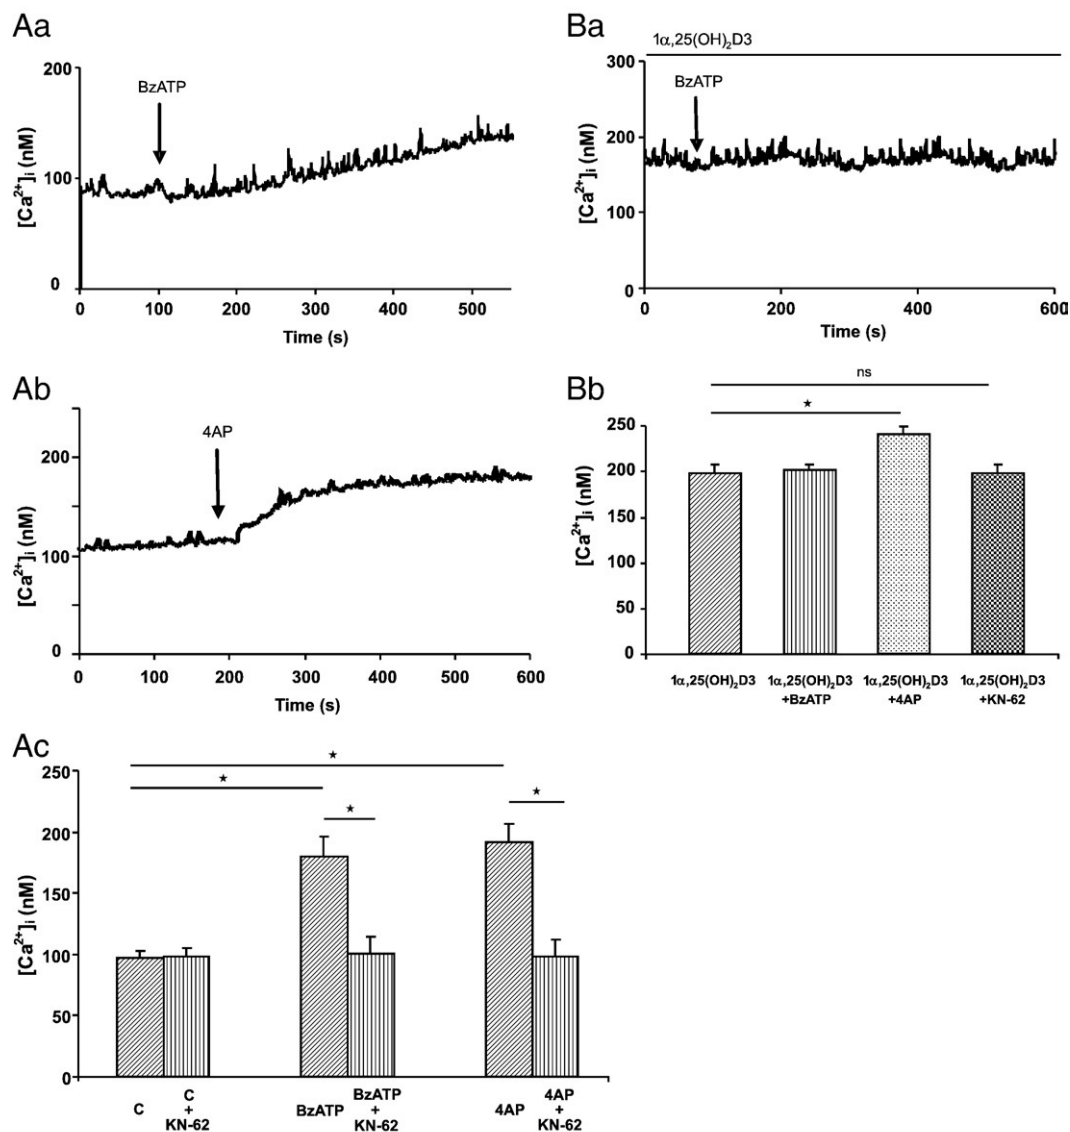 Aa
200
BzATP
100
0
[Ca²⁺]ᵢ (nM)
0 100 200 300 400 500
Time (s)
Ba
1α,25(OH)₂D3
300
BzATP
200
100
0
[Ca²⁺]ᵢ (nM)
0 200 400 600
Time (s)
Ab
4AP
200
100
0
[Ca²⁺]ᵢ (nM)
0 100 200 300 400 500 600
Time (s)
Bb
ns
★
250
200
150
100
50
0
[Ca²⁺]ᵢ (nM)
1α,25(OH)₂D3 1α,25(OH)₂D3 1α,25(OH)₂D3 1α,25(OH)₂D3
+BzATP +4AP +KN-62
Ac
★
★
★ ★
250
200
150
100
50
0
[Ca²⁺]ᵢ (nM)
C C + KN-62 BzATP BzATP + KN-62 4AP 4AP + KN-62